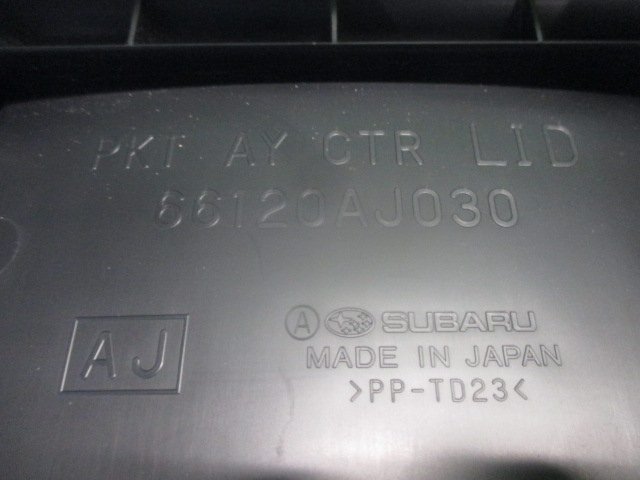 PKT AY CTR LID
66120AJ030
AJ
Ⓐ SUBARU
MADE IN JAPAN
>PP-TD23<